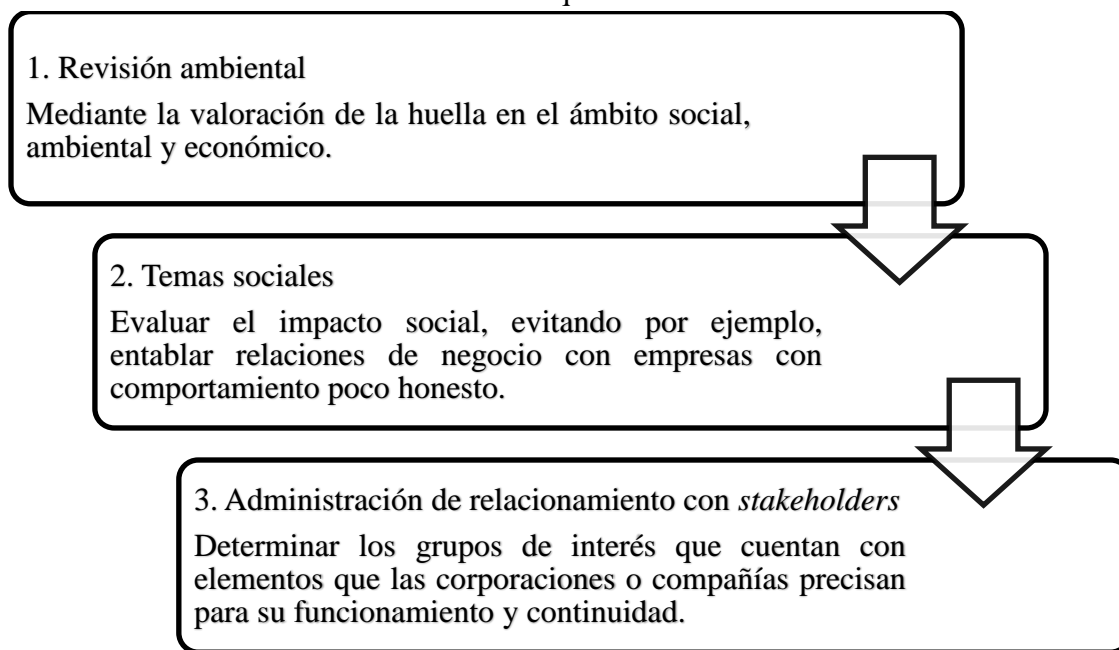 1. Revisión ambiental
Mediante la valoración de la huella en el ámbito social,
ambiental y económico.
2. Temas sociales
Evaluar el impacto social, evitando por ejemplo,
entablar relaciones de negocio con empresas con
comportamiento poco honesto.
3. Administración de relacionamiento con stakeholders
Determinar los grupos de interés que cuentan con
elementos que las corporaciones o compañías precisan
para su funcionamiento y continuidad.